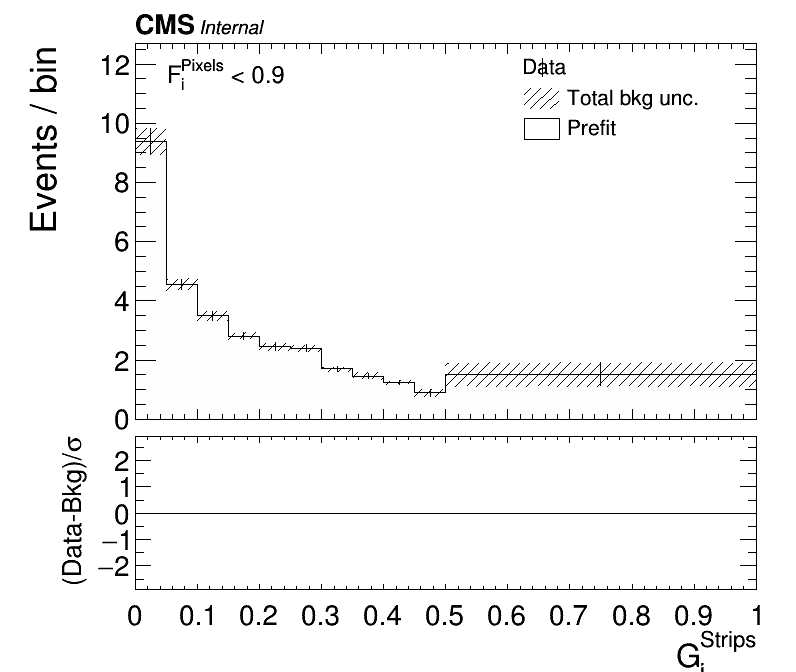 CMS Internal
F_i^Pixels < 0.9
Data
Total bkg unc.
Prefit
Events / bin
12
10
8
6
4
2
0
(Data-Bkg)/σ
2
1
0
−1
−2
0 0.1 0.2 0.3 0.4 0.5 0.6 0.7 0.8 0.9 1
G_i^Strips